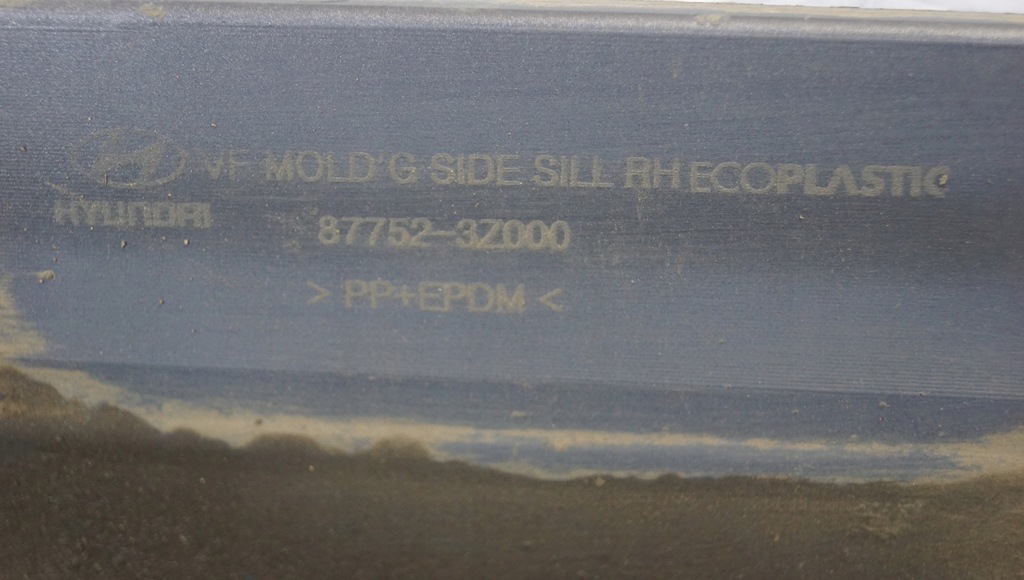 VF MOLD'G SIDE SILL RH ECOPLASTIC
HYUNDAI 87752-3Z000
> PP+EPDM <